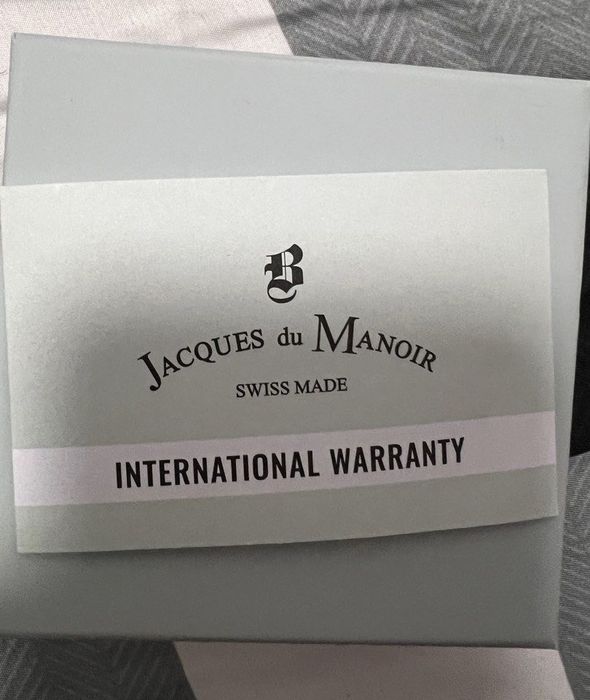 B
JACQUES du MANOIR
SWISS MADE
INTERNATIONAL WARRANTY